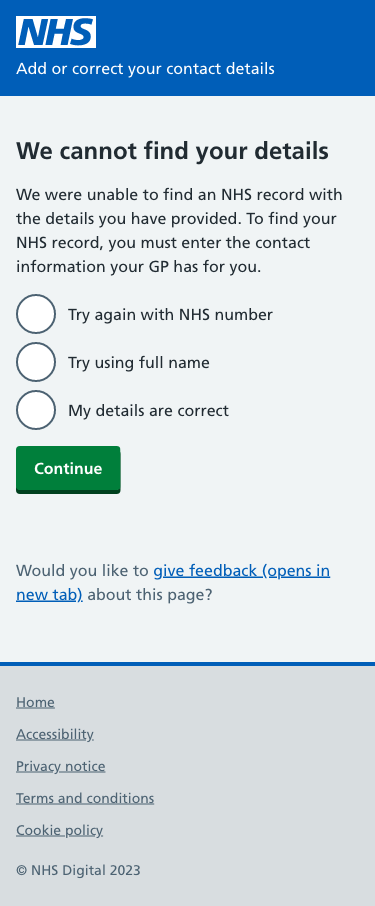 NHS
Add or correct your contact details
We cannot find your details
We were unable to find an NHS record with
the details you have provided. To find your
NHS record, you must enter the contact
information your GP has for you.
Try again with NHS number
Try using full name
My details are correct
Continue
Would you like to give feedback (opens in
new tab) about this page?
Home
Accessibility
Privacy notice
Terms and conditions
Cookie policy
© NHS Digital 2023